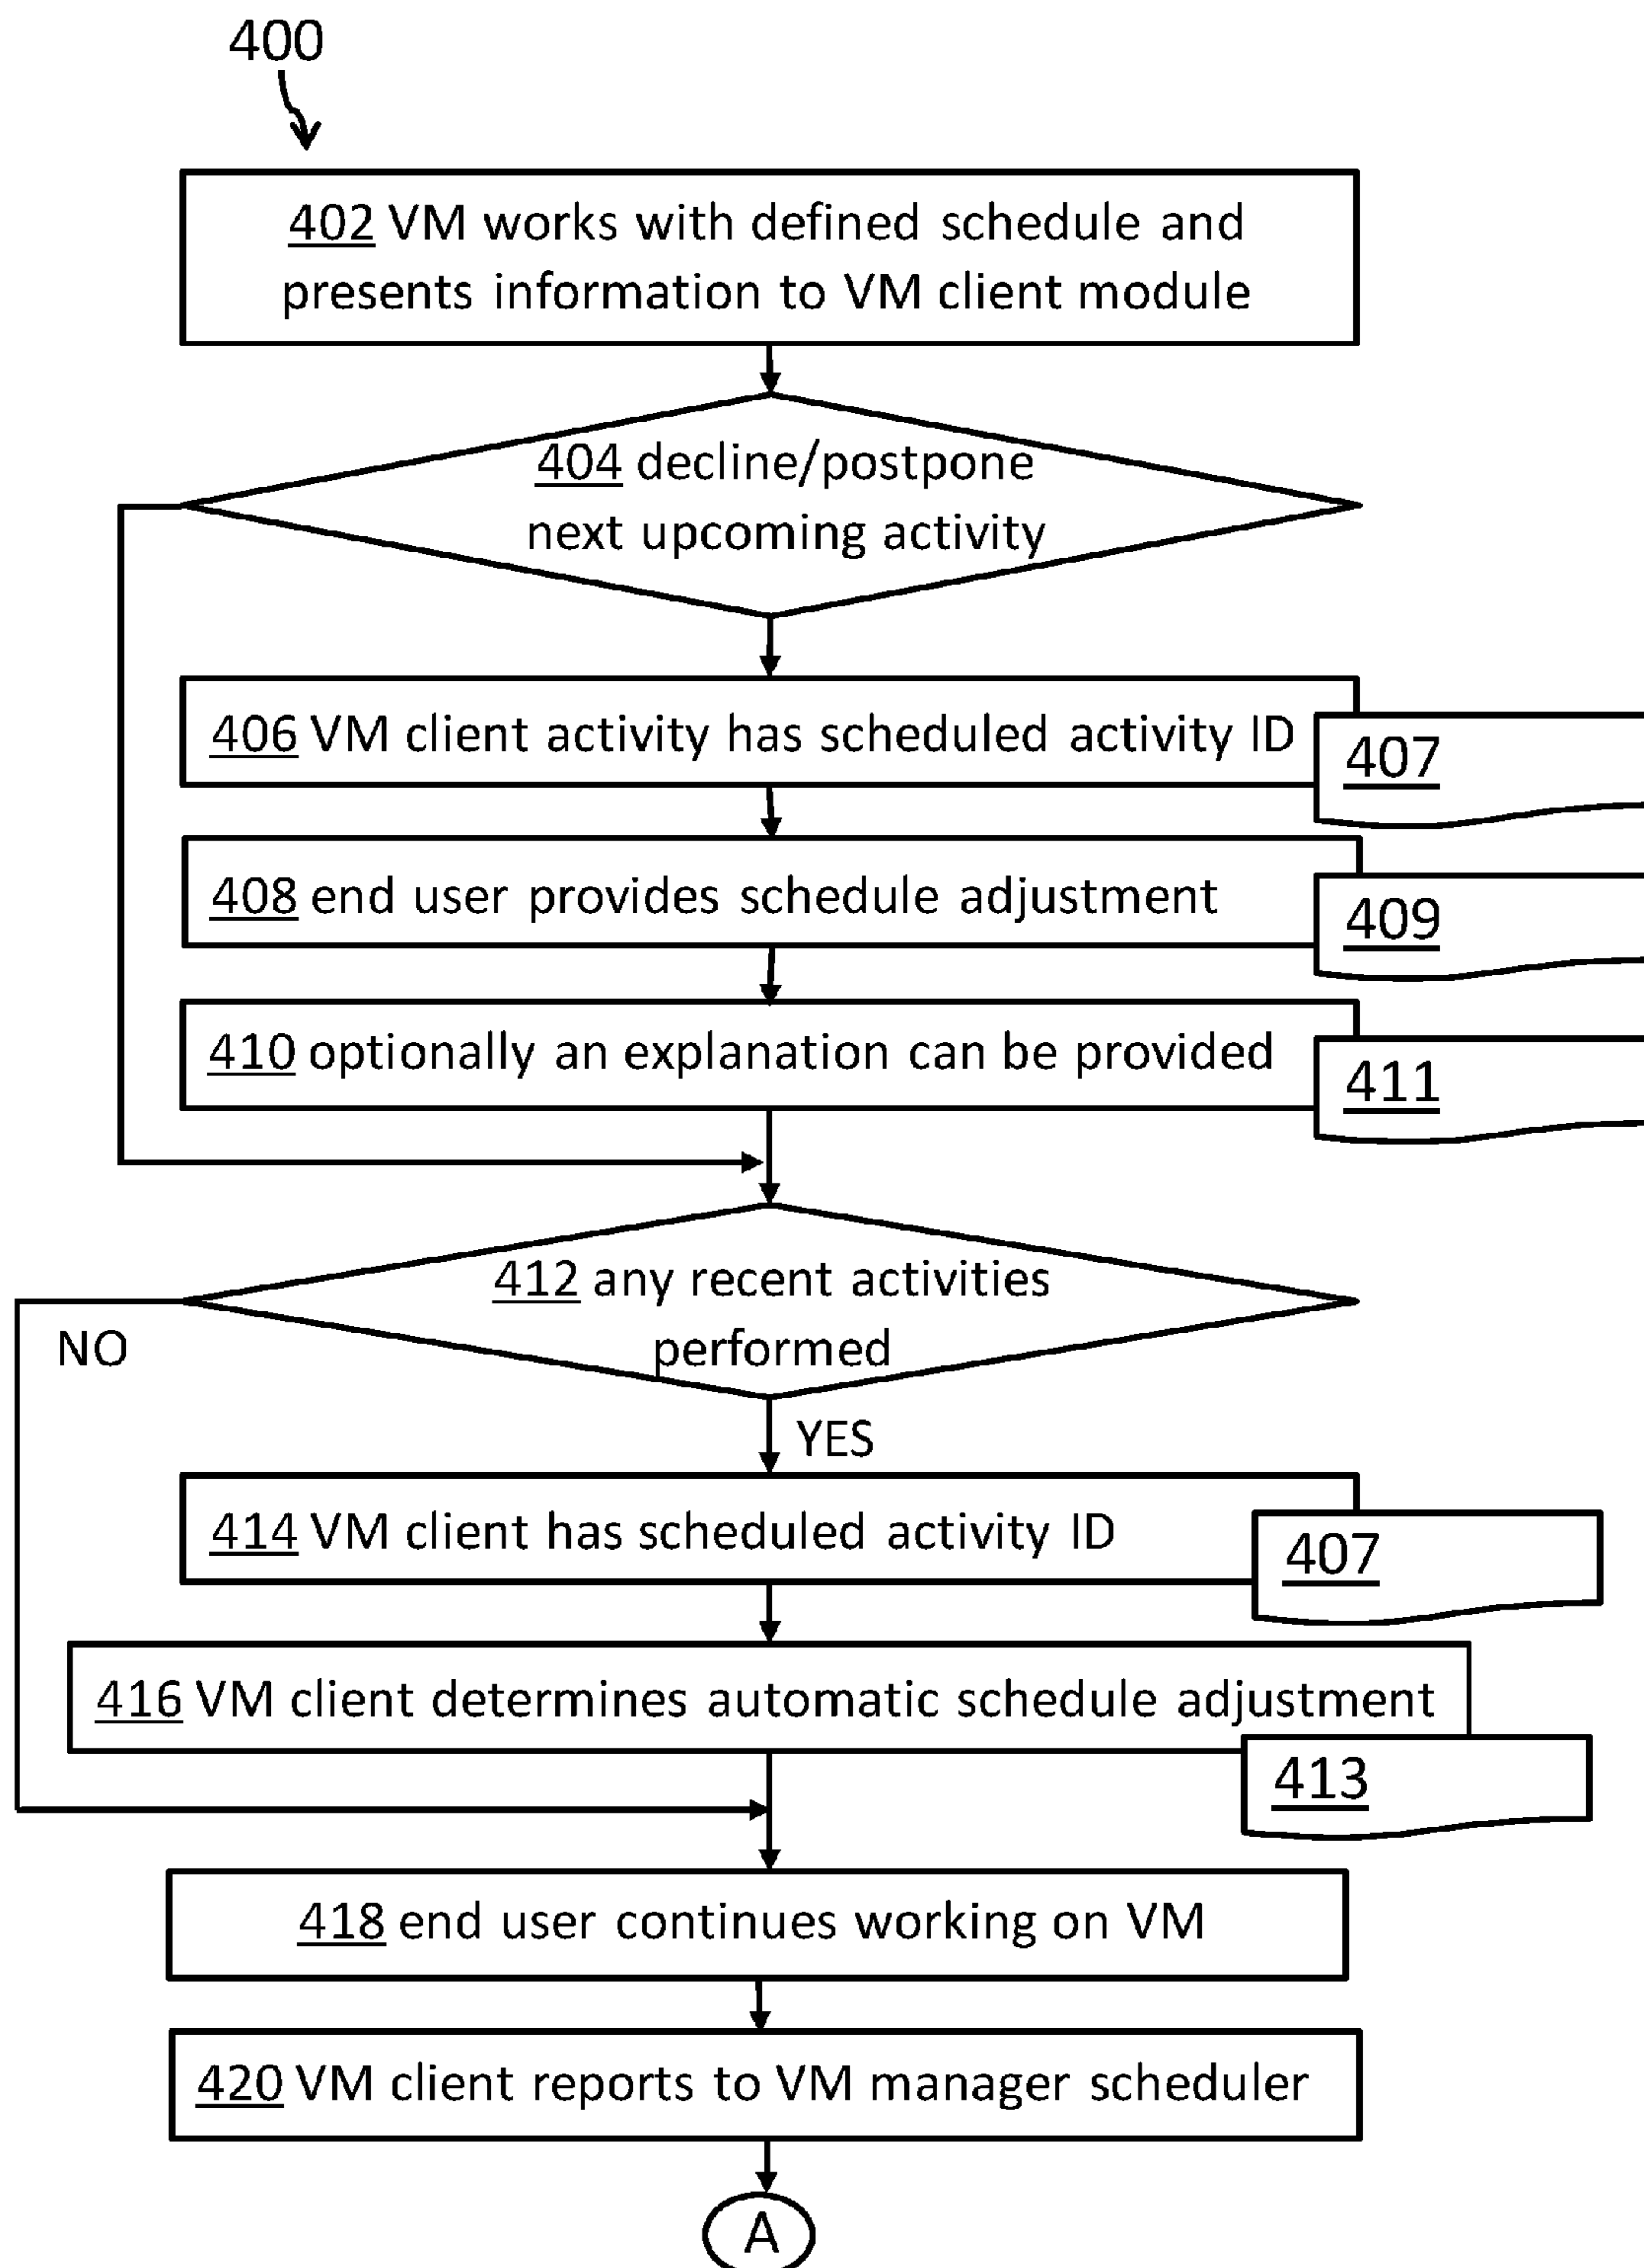 400
402 VM works with defined schedule and
presents information to VM client module
404 decline/postpone
next upcoming activity
406 VM client activity has scheduled activity ID
407
408 end user provides schedule adjustment
409
410 optionally an explanation can be provided
411
412 any recent activities
performed
NO
YES
414 VM client has scheduled activity ID
407
416 VM client determines automatic schedule adjustment
413
418 end user continues working on VM
420 VM client reports to VM manager scheduler
A